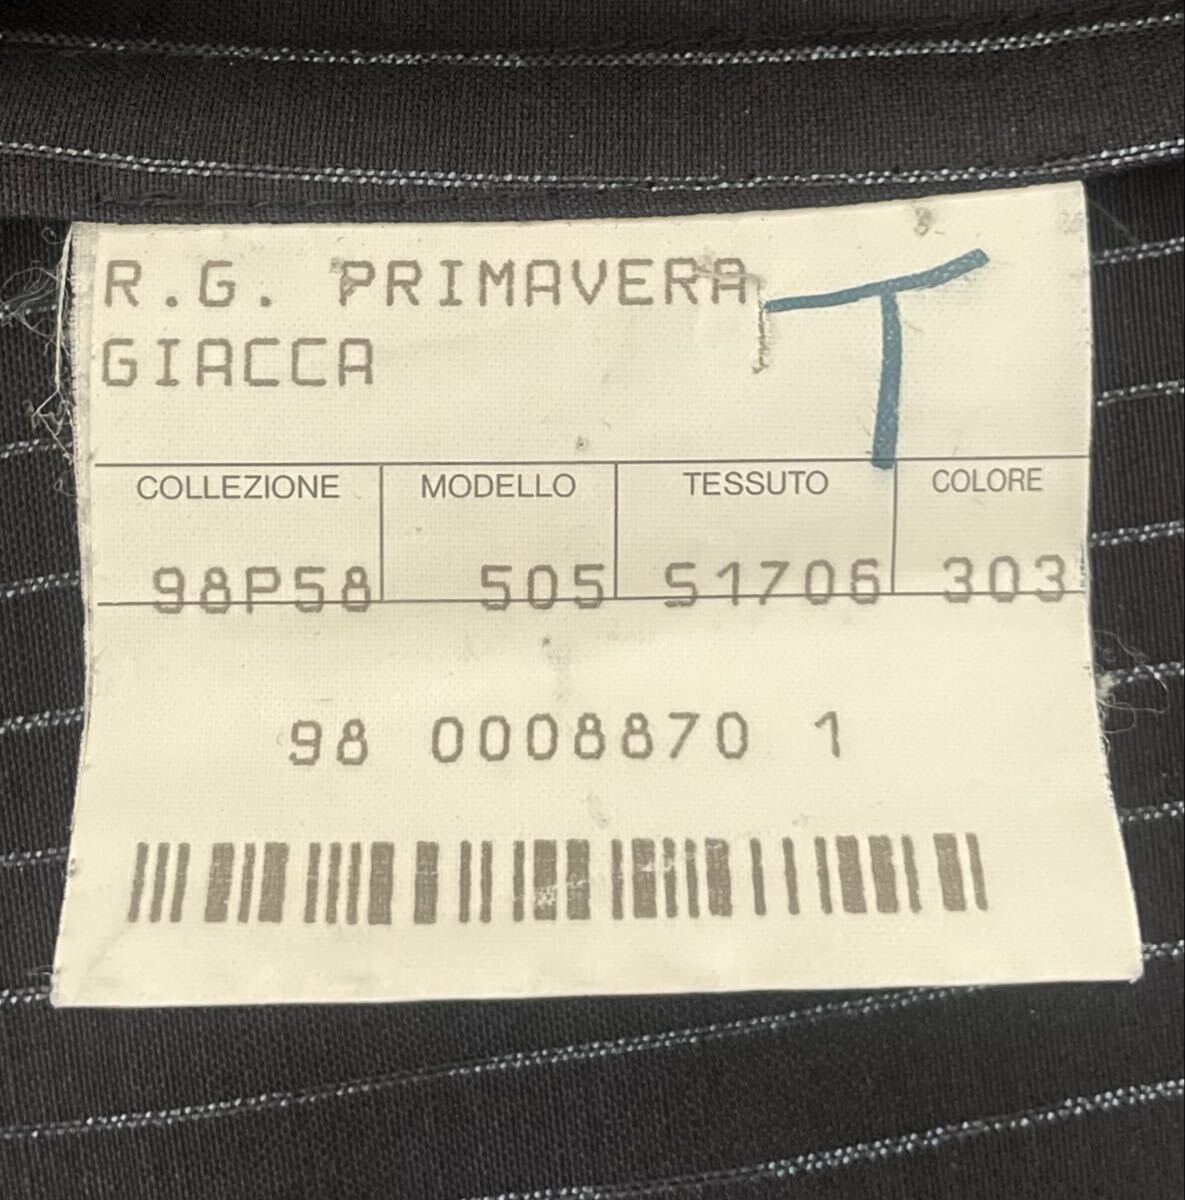 R.G. PRIMAVERA
GIACCA
T
COLLEZIONE MODELLO TESSUTO COLORE
98P58 505 S1706 303
98 0008870 1